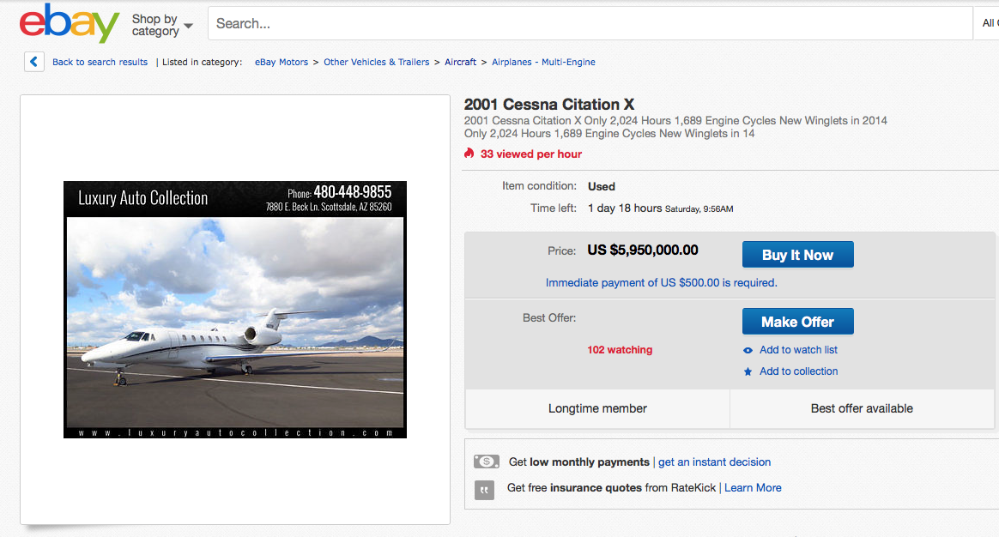 ebay
Shop by
category
Search...
All
Back to search results | Listed in category: eBay Motors > Other Vehicles & Trailers > Aircraft > Airplanes - Multi-Engine
Luxury Auto Collection
Phone: 480-448-9855
7880 E. Beck Ln. Scottsdale, AZ 85260
www.luxuryautocollection.com
2001 Cessna Citation X
2001 Cessna Citation X Only 2,024 Hours 1,689 Engine Cycles New Winglets in 2014
Only 2,024 Hours 1,689 Engine Cycles New Winglets in 14
33 viewed per hour
Item condition: Used
Time left: 1 day 18 hours Saturday, 9:56AM
Price: US $5,950,000.00
Buy It Now
Immediate payment of US $500.00 is required.
Best Offer:
Make Offer
102 watching
Add to watch list
Add to collection
Longtime member
Best offer available
Get low monthly payments | get an instant decision
Get free insurance quotes from RateKick | Learn More